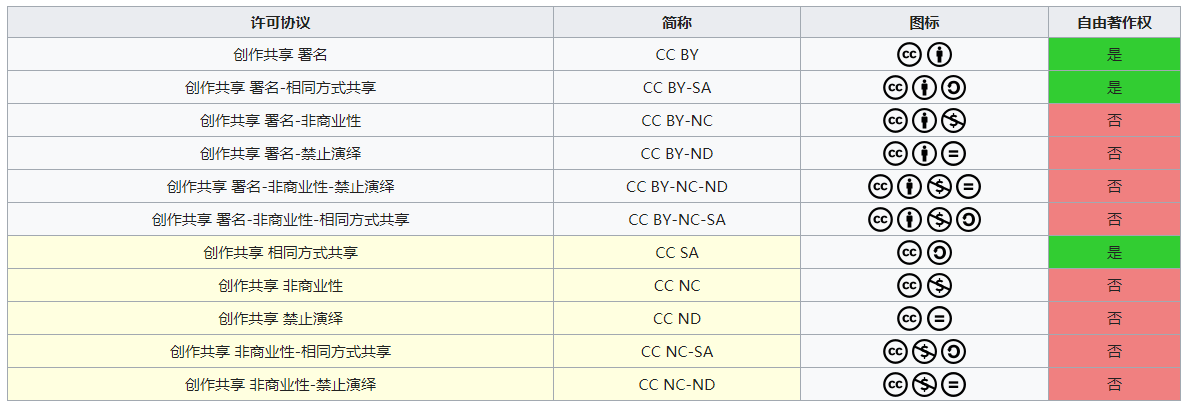 许可协议 简称 图标 自由著作权
创作共享 署名 CC BY cc 是
创作共享 署名-相同方式共享 CC BY-SA cc 是
创作共享 署名-非商业性 CC BY-NC cc $ 否
创作共享 署名-禁止演绎 CC BY-ND cc = 否
创作共享 署名-非商业性-禁止演绎 CC BY-NC-ND cc $ = 否
创作共享 署名-非商业性-相同方式共享 CC BY-NC-SA cc $ 否
创作共享 相同方式共享 CC SA cc 是
创作共享 非商业性 CC NC cc $ 否
创作共享 禁止演绎 CC ND cc = 否
创作共享 非商业性-相同方式共享 CC NC-SA cc $ 否
创作共享 非商业性-禁止演绎 CC NC-ND cc $ = 否